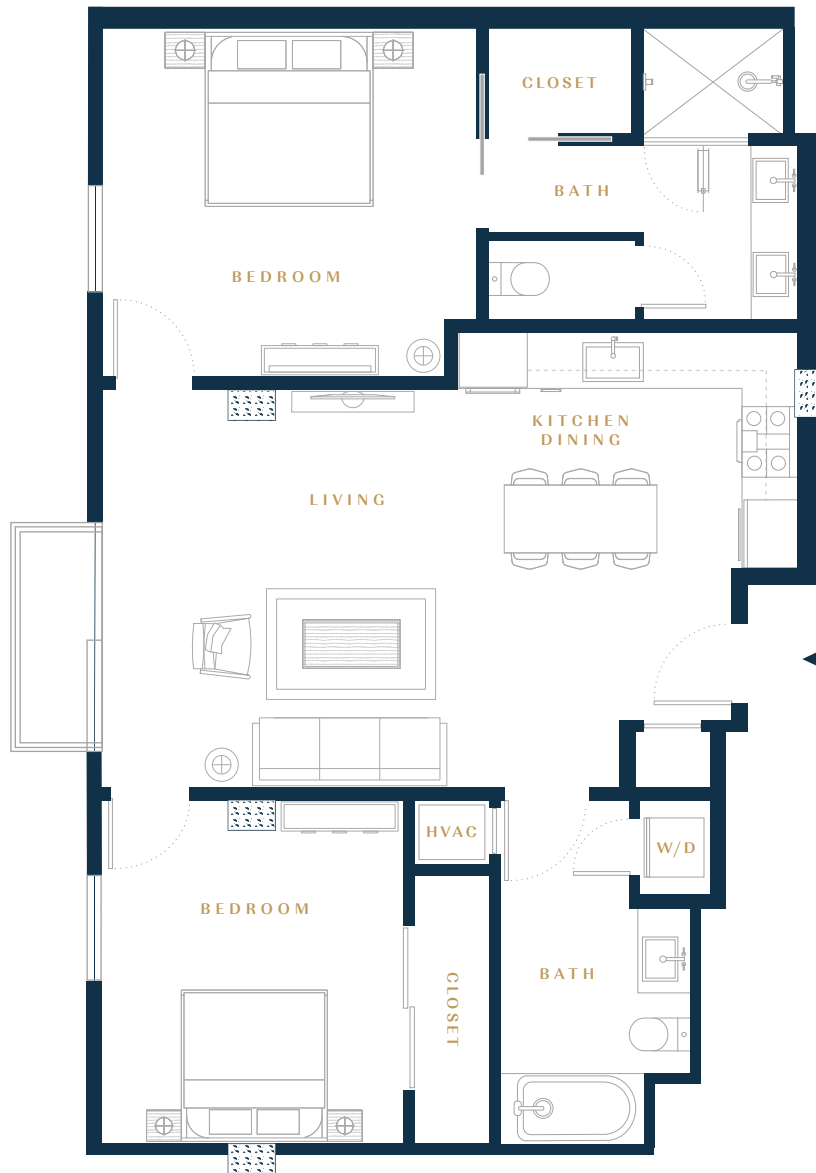 CLOSET
BATH
BEDROOM
KITCHEN
DINING
LIVING
HVAC
W/D
BEDROOM
BATH
CLOSET